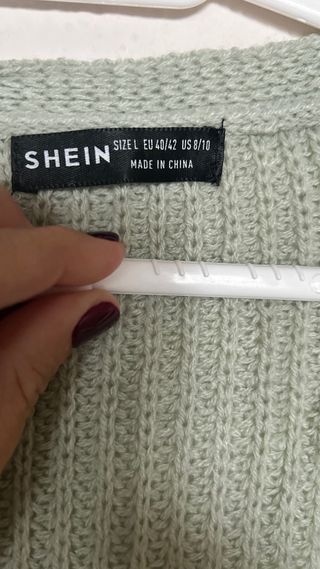 SHEIN
SIZE L EU 40/42 US 8/10
MADE IN CHINA